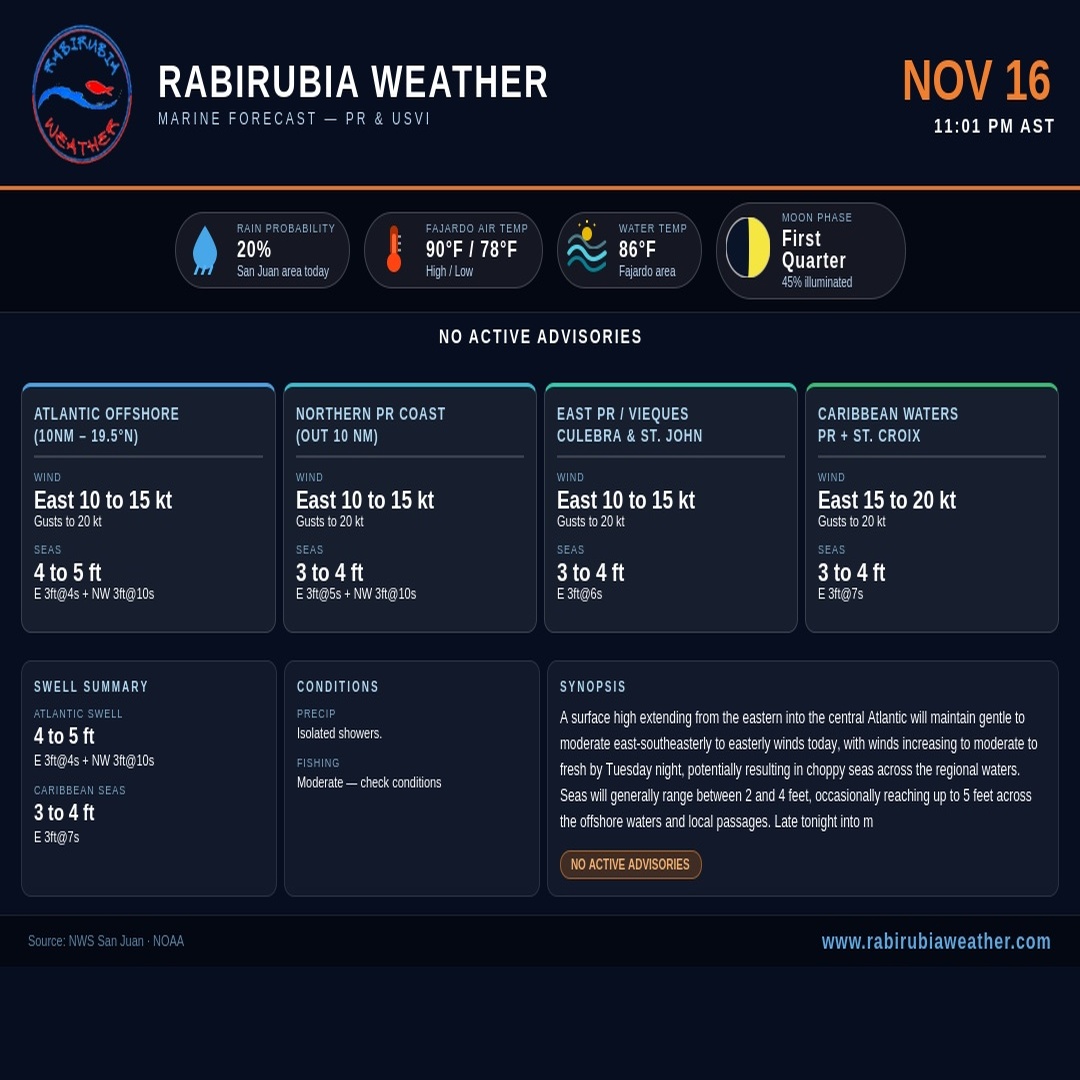 RABIRUBIA
WEATHER
RABIRUBIA WEATHER
MARINE FORECAST — PR & USVI
NOV 16
11:01 PM AST
RAIN PROBABILITY
20%
San Juan area today
FAJARDO AIR TEMP
90°F / 78°F
High / Low
WATER TEMP
86°F
Fajardo area
MOON PHASE
First
Quarter
45% illuminated
NO ACTIVE ADVISORIES
ATLANTIC OFFSHORE
(10NM – 19.5°N)
WIND
East 10 to 15 kt
Gusts to 20 kt
SEAS
4 to 5 ft
E 3ft@4s + NW 3ft@10s
NORTHERN PR COAST
(OUT 10 NM)
WIND
East 10 to 15 kt
Gusts to 20 kt
SEAS
3 to 4 ft
E 3ft@5s + NW 3ft@10s
EAST PR / VIEQUES
CULEBRA & ST. JOHN
WIND
East 10 to 15 kt
Gusts to 20 kt
SEAS
3 to 4 ft
E 3ft@6s
CARIBBEAN WATERS
PR + ST. CROIX
WIND
East 15 to 20 kt
Gusts to 20 kt
SEAS
3 to 4 ft
E 3ft@7s
SWELL SUMMARY
ATLANTIC SWELL
4 to 5 ft
E 3ft@4s + NW 3ft@10s
CARIBBEAN SEAS
3 to 4 ft
E 3ft@7s
CONDITIONS
PRECIP
Isolated showers.
FISHING
Moderate — check conditions
SYNOPSIS
A surface high extending from the eastern into the central Atlantic will maintain gentle to
moderate east-southeasterly to easterly winds today, with winds increasing to moderate to
fresh by Tuesday night, potentially resulting in choppy seas across the regional waters.
Seas will generally range between 2 and 4 feet, occasionally reaching up to 5 feet across
the offshore waters and local passages. Late tonight into m
NO ACTIVE ADVISORIES
Source: NWS San Juan · NOAA
www.rabirubiaweather.com